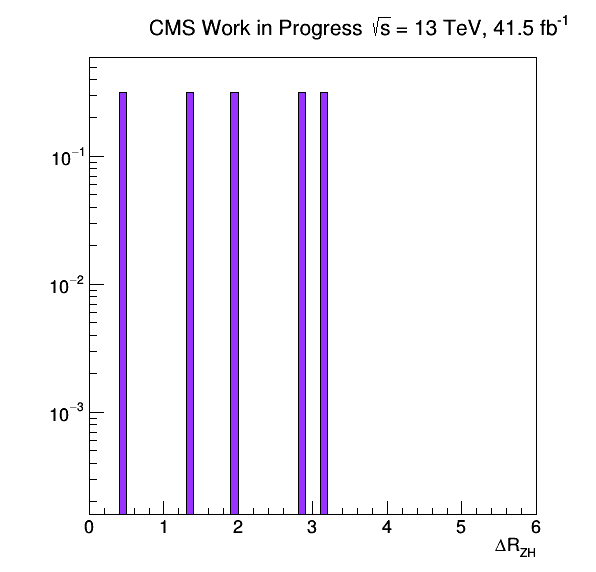 CMS Work in Progress √s = 13 TeV, 41.5 fb⁻¹
10⁻¹
10⁻²
10⁻³
0 1 2 3 4 5 6
ΔR_ZH